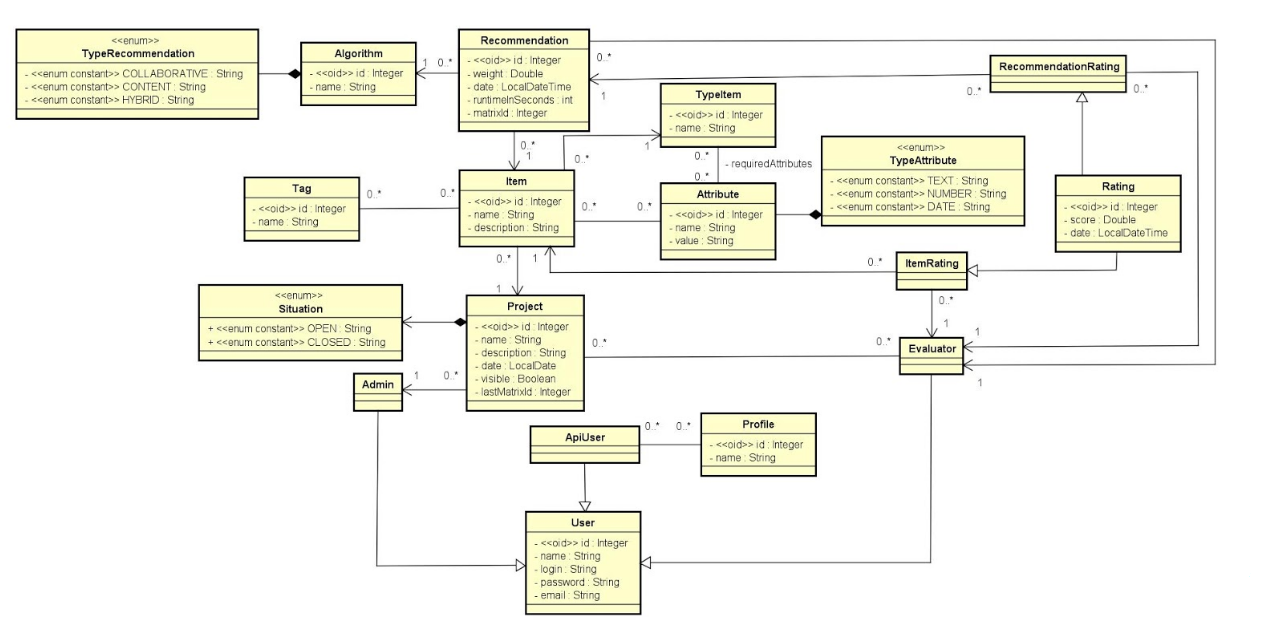 <<enum>>
TypeRecommendation
- <<enum constant>> COLLABORATIVE : String
- <<enum constant>> CONTENT : String
- <<enum constant>> HYBRID : String
Algorithm
- <<oid>> id : Integer
- name : String
1
0..*
Recommendation
- <<oid>> id : Integer
- weight : Double
- date : LocalDateTime
- runtimeInSeconds : int
- matrixId : Integer
0..*
1
RecommendationRating
0..*
0..*
TypeItem
- <<oid>> id : Integer
- name : String
0..*
1
0..*
1
0..*
- requiredAttributes
0..*
<<enum>>
TypeAttribute
- <<enum constant>> TEXT : String
- <<enum constant>> NUMBER : String
- <<enum constant>> DATE : String
Tag
- <<oid>> id : Integer
- name : String
0..*
0..*
Item
- <<oid>> id : Integer
- name : String
- description : String
0..*
0..*
Attribute
- <<oid>> id : Integer
- name : String
- value : String
Rating
- <<oid>> id : Integer
- score : Double
- date : LocalDateTime
0..*
1
0..*
ItemRating
0..*
1
1
<<enum>>
Situation
+ <<enum constant>> OPEN : String
+ <<enum constant>> CLOSED : String
1
Project
- <<oid>> id : Integer
- name : String
- description : String
- date : LocalDate
- visible : Boolean
- lastMatrixId : Integer
0..*
0..*
Evaluator
1
Admin
1
0..*
ApiUser
0..*
0..*
Profile
- <<oid>> id : Integer
- name : String
User
- <<oid>> id : Integer
- name : String
- login : String
- password : String
- email : String